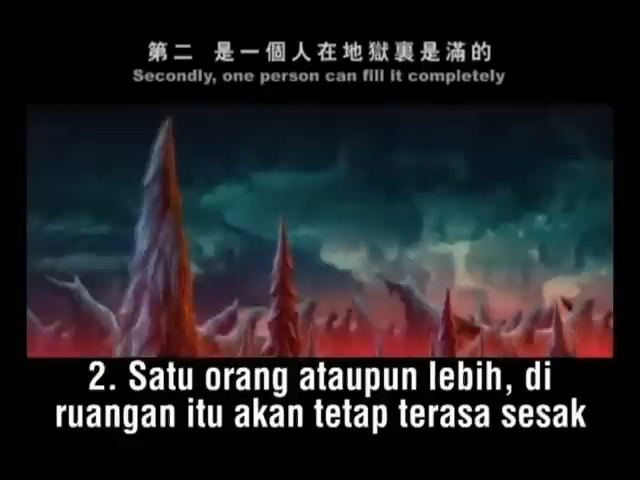 第二 是一個人在地獄裏是滿的
Secondly, one person can fill it completely
2. Satu orang ataupun lebih, di
ruangan itu akan tetap terasa sesak